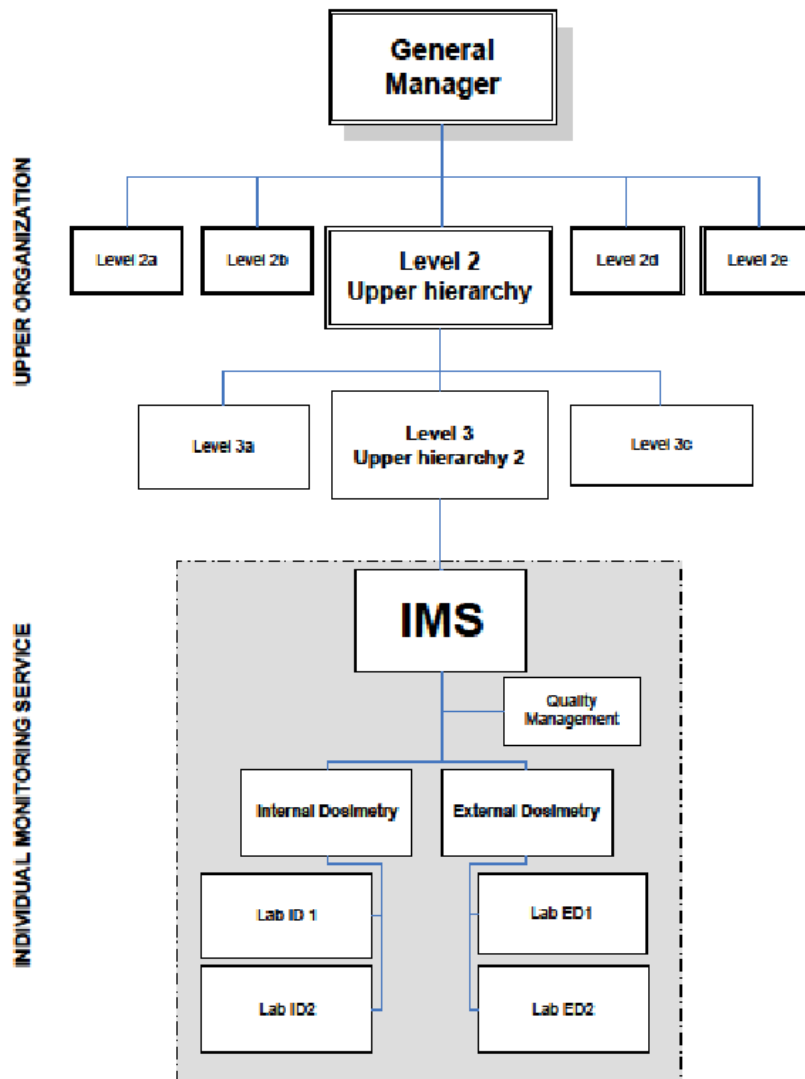 General
Manager
UPPER ORGANIZATION
Level 2a
Level 2b
Level 2
Upper hierarchy
Level 2d
Level 2e
Level 3a
Level 3
Upper hierarchy 2
Level 3c
INDIVIDUAL MONITORING SERVICE
IMS
Quality
Management
Internal Dosimetry
External Dosimetry
Lab ID 1
Lab ED1
Lab ID2
Lab ED2